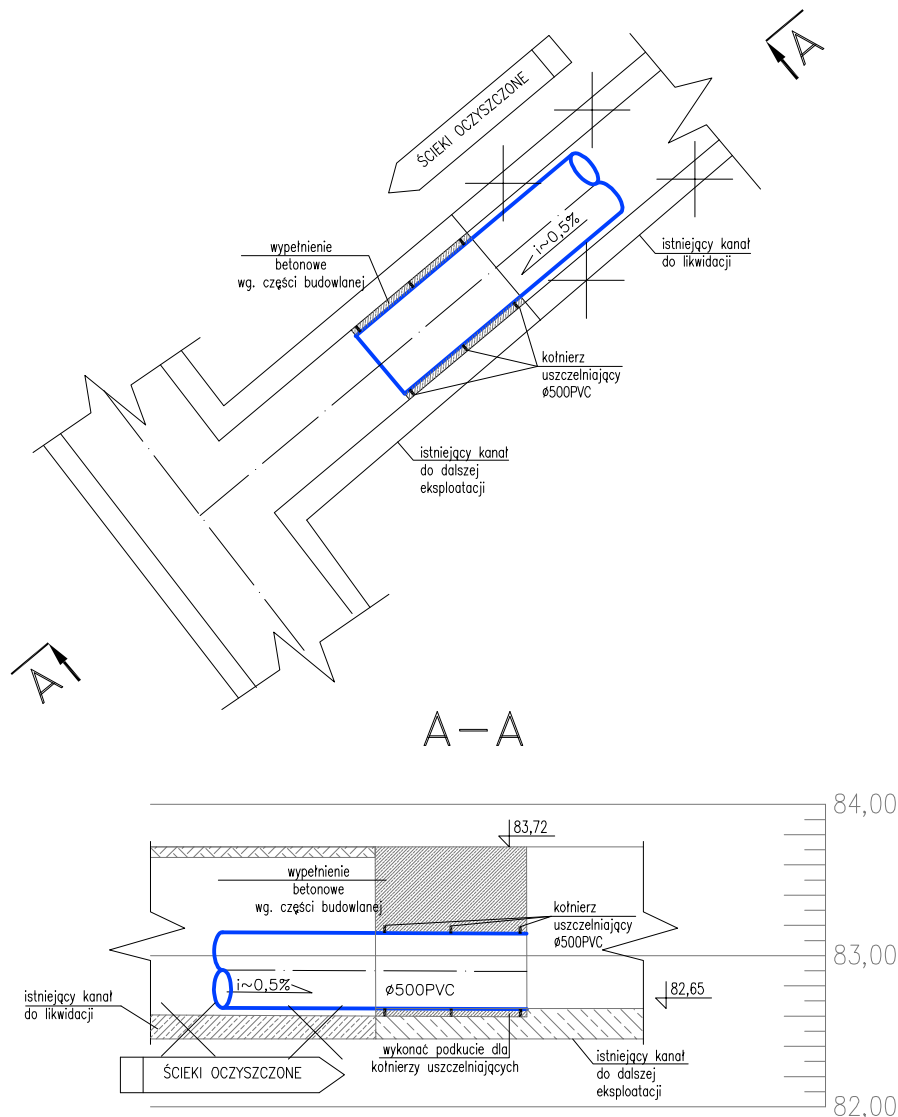 A
ŚCIEKI OCZYSZCZONE
wypełnienie
betonowe
wg. części budowlanej
i~0,5%
istniejący kanał
do likwidacji
kołnierz
uszczelniający
ø500PVC
istniejący kanał
do dalszej
eksploatacji
A
A—A
84,00
83,72
wypełnienie
betonowe
wg. części budowlanej
kołnierz
uszczelniający
ø500PVC
83,00
i~0,5%
ø500PVC
82,65
istniejący kanał
do likwidacji
wykonać podkucie dla
kołnierzy uszczelniających
istniejący kanał
do dalszej
eksploatacji
ŚCIEKI OCZYSZCZONE
82,00